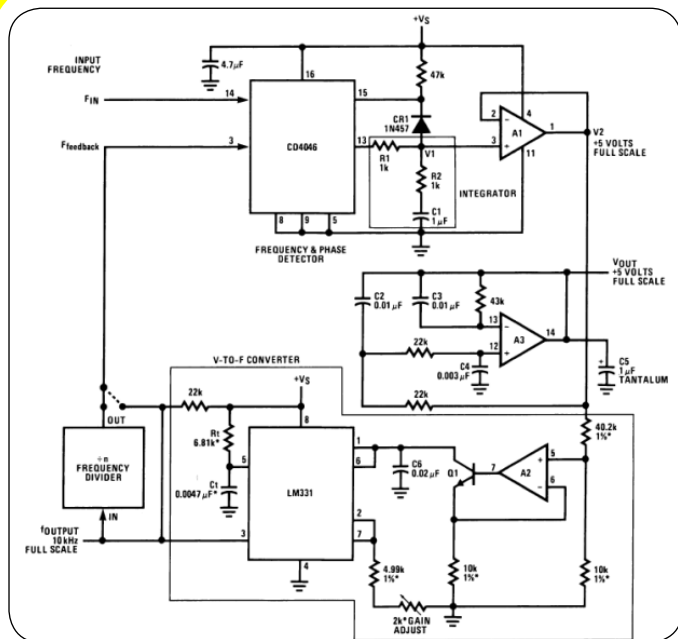 +VS
INPUT
FREQUENCY
4.7µF
16
47k
FIN
14
15
CR1
1N457
Ffeedback
3
CD4046
13
R1
1k
V1
R2
1k
C1
1µF
INTEGRATOR
8
9
5
FREQUENCY & PHASE
DETECTOR
2
4
A1
1
3
11
V2
+5 VOLTS
FULL SCALE
VOUT
+5 VOLTS
FULL SCALE
C2
0.01µF
C3
0.01µF
43k
13
14
A3
12
22k
C4
0.003µF
C5
1µF
TANTALUM
22k
V-TO-F CONVERTER
+VS
22k
OUT
÷n
FREQUENCY
DIVIDER
IN
Rt
6.81k*
8
5
Ct
0.0047µF*
1
6
C6
0.02µF
Q1
7
A2
5
6
40.2k
1%*
LM331
fOUTPUT
10kHz
FULL SCALE
3
2
7
4
4.99k
1%*
10k
1%*
10k
1%*
2k* GAIN
ADJUST